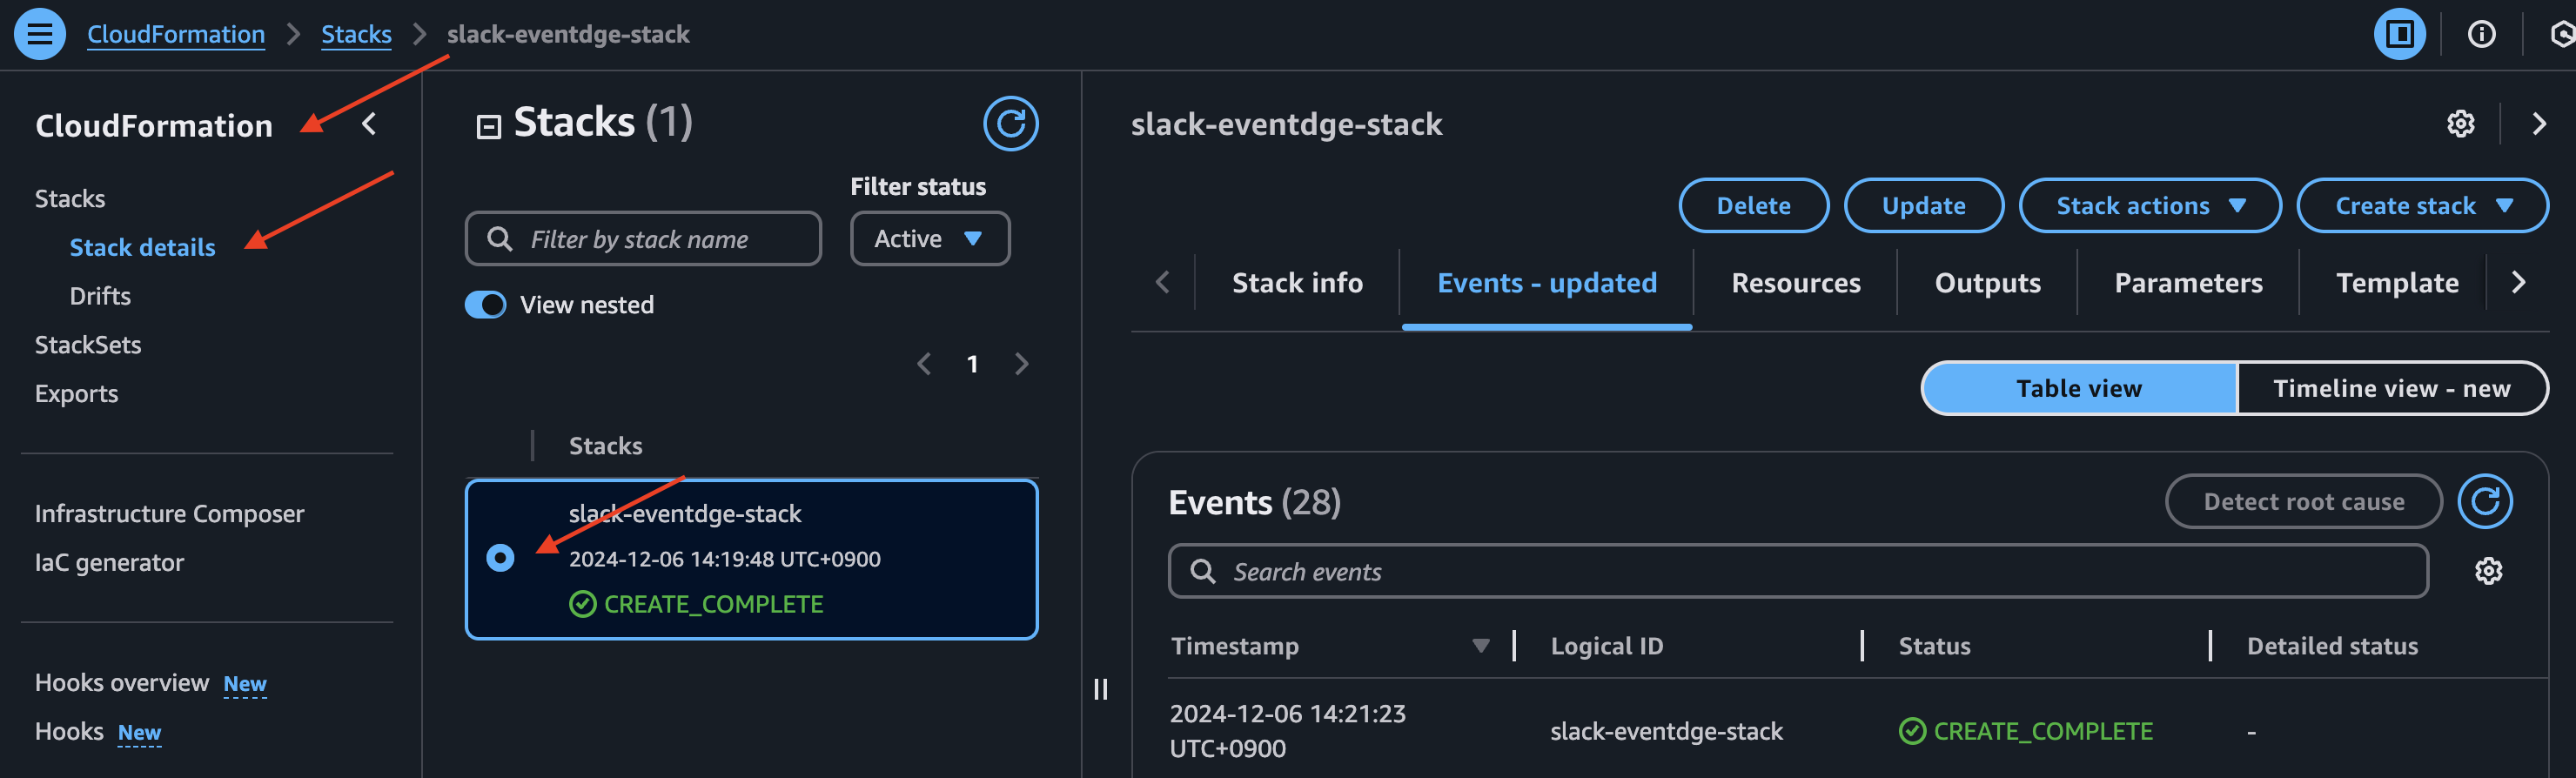 CloudFormation > Stacks > slack-eventdge-stack
CloudFormation
Stacks
Stack details
Drifts
StackSets
Exports
Infrastructure Composer
IaC generator
Hooks overview New
Hooks New
Stacks (1)
Filter status
Filter by stack name
Active
View nested
1
Stacks
slack-eventdge-stack
2024-12-06 14:19:48 UTC+0900
CREATE_COMPLETE
slack-eventdge-stack
Delete Update Stack actions Create stack
Stack info Events - updated Resources Outputs Parameters Template
Table view Timeline view - new
Events (28)
Detect root cause
Search events
Timestamp Logical ID Status Detailed status
2024-12-06 14:21:23
UTC+0900
slack-eventdge-stack CREATE_COMPLETE -